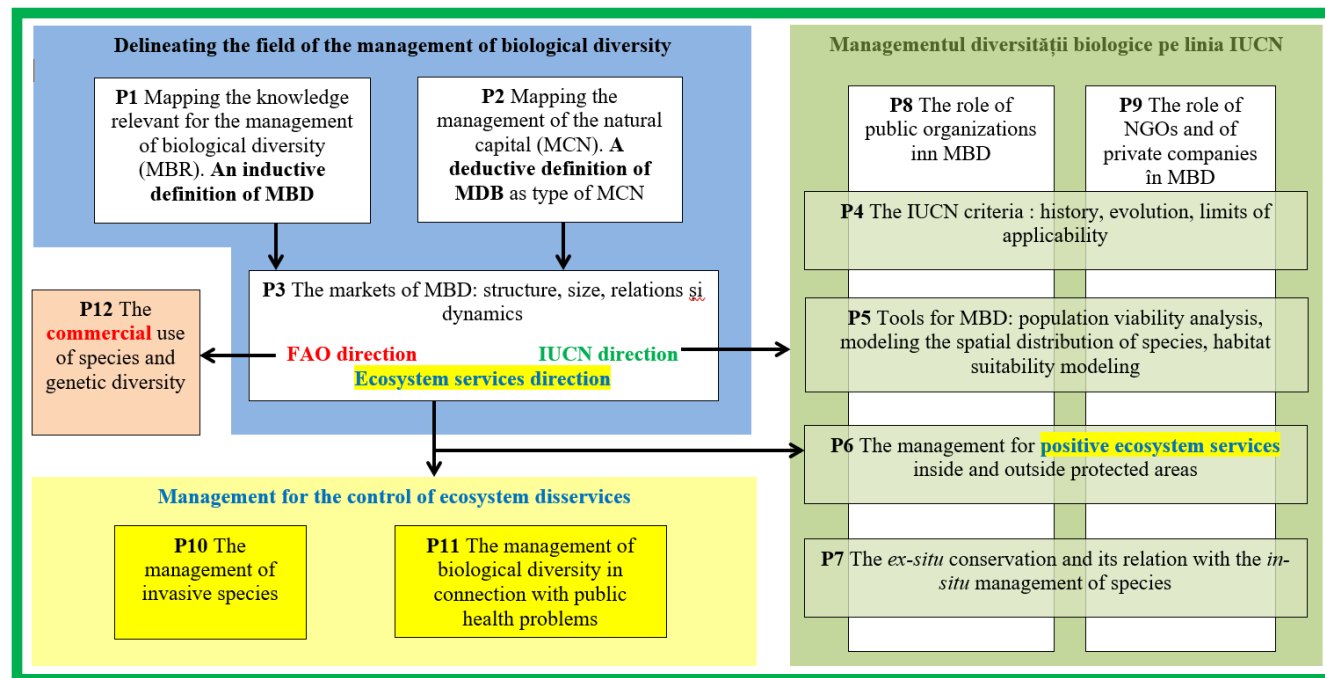 Delineating the field of the management of biological diversity
P1 Mapping the knowledge
relevant for the management
of biological diversity
(MBR). An inductive
definition of MBD
P2 Mapping the
management of the natural
capital (MCN). A
deductive definition of
MDB as type of MCN
P3 The markets of MBD: structure, size, relations și
dynamics
FAO direction
IUCN direction
Ecosystem services direction
P12 The
commercial use
of species and
genetic diversity
Management for the control of ecosystem disservices
P10 The
management of
invasive species
P11 The management of
biological diversity in
connection with public
health problems
Managementul diversității biologice pe linia IUCN
P8 The role of
public organizations
inn MBD
P9 The role of
NGOs and of
private companies
în MBD
P4 The IUCN criteria : history, evolution, limits of
applicability
P5 Tools for MBD: population viability analysis,
modeling the spatial distribution of species, habitat
suitability modeling
P6 The management for positive ecosystem services
inside and outside protected areas
P7 The ex-situ conservation and its relation with the in-
situ management of species